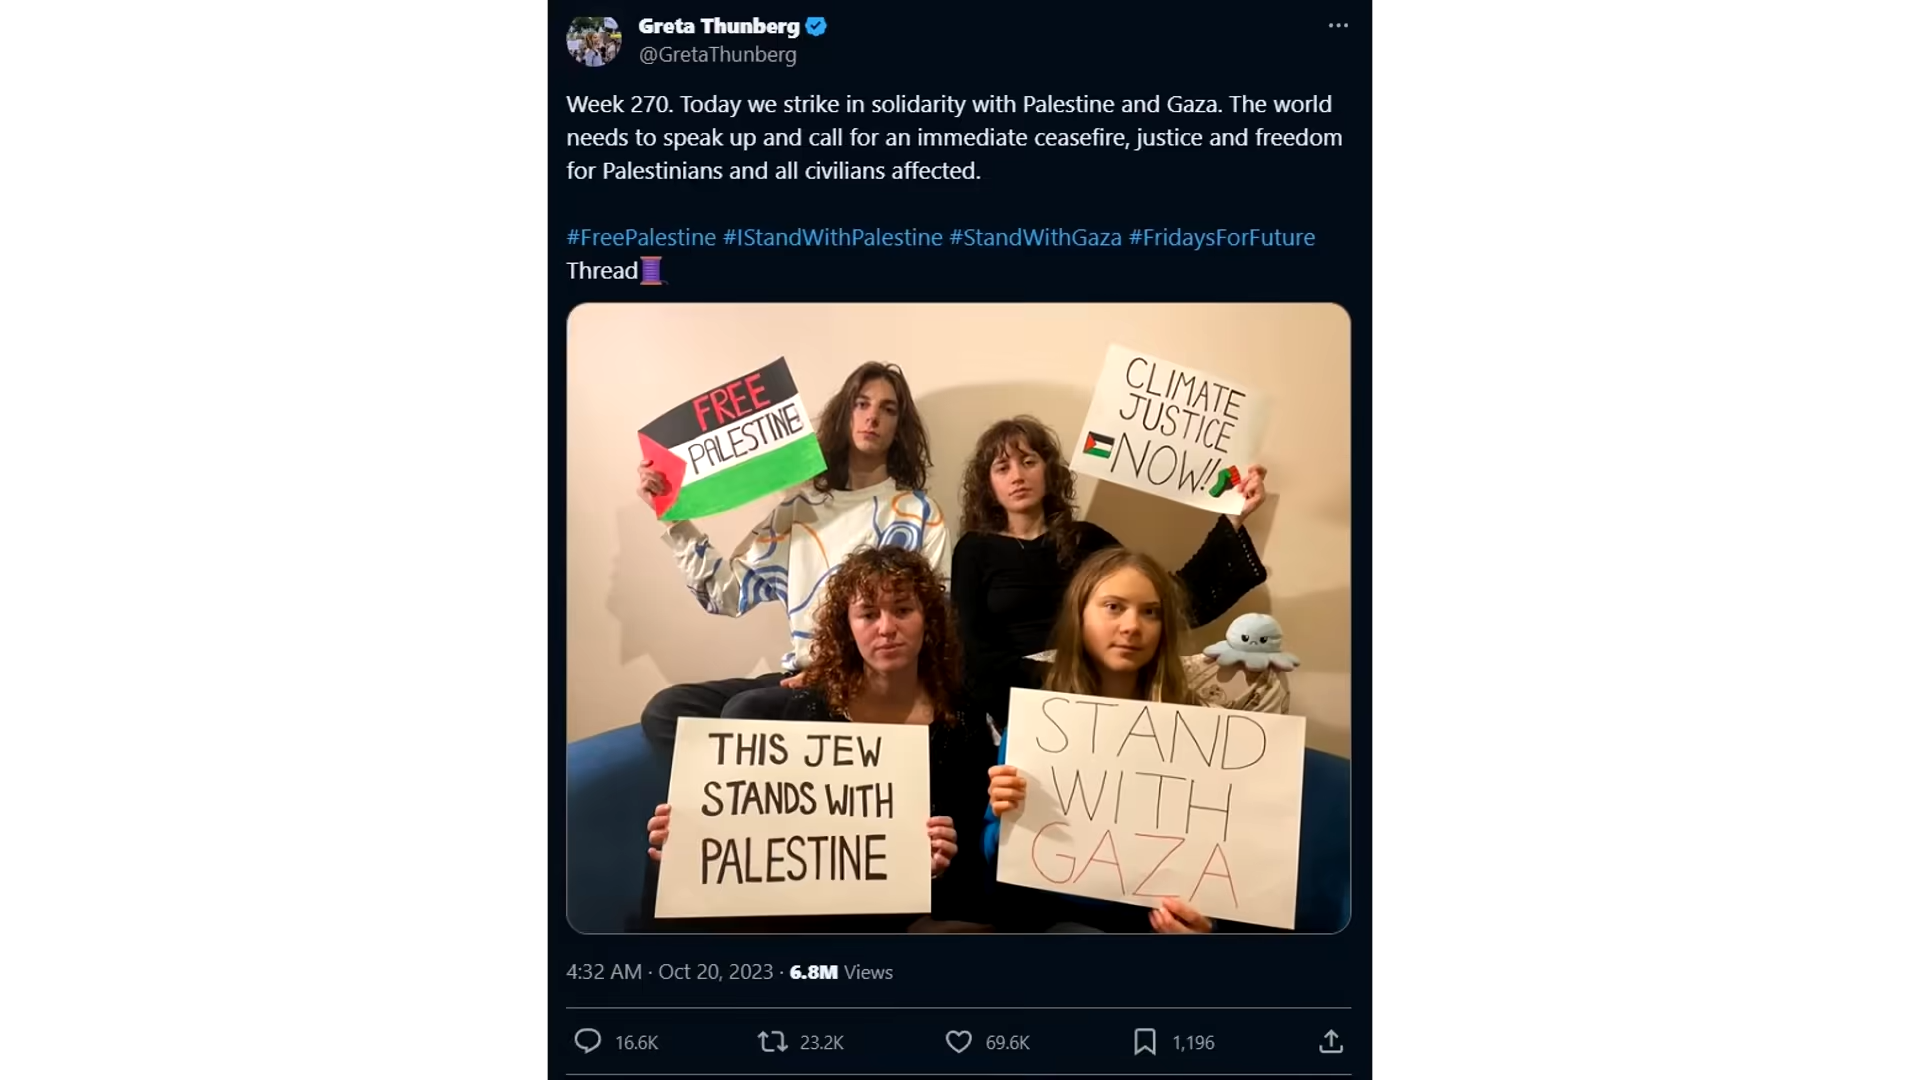 Greta Thunberg
@GretaThunberg
Week 270. Today we strike in solidarity with Palestine and Gaza. The world
needs to speak up and call for an immediate ceasefire, justice and freedom
for Palestinians and all civilians affected.
#FreePalestine #IStandWithPalestine #StandWithGaza #FridaysForFuture
Thread🧵
FREE
PALESTINE
CLIMATE
JUSTICE
NOW!
THIS JEW
STANDS WITH
PALESTINE
STAND
WITH
GAZA
4:32 AM · Oct 20, 2023 · 6.8M Views
16.6K 23.2K 69.6K 1,196